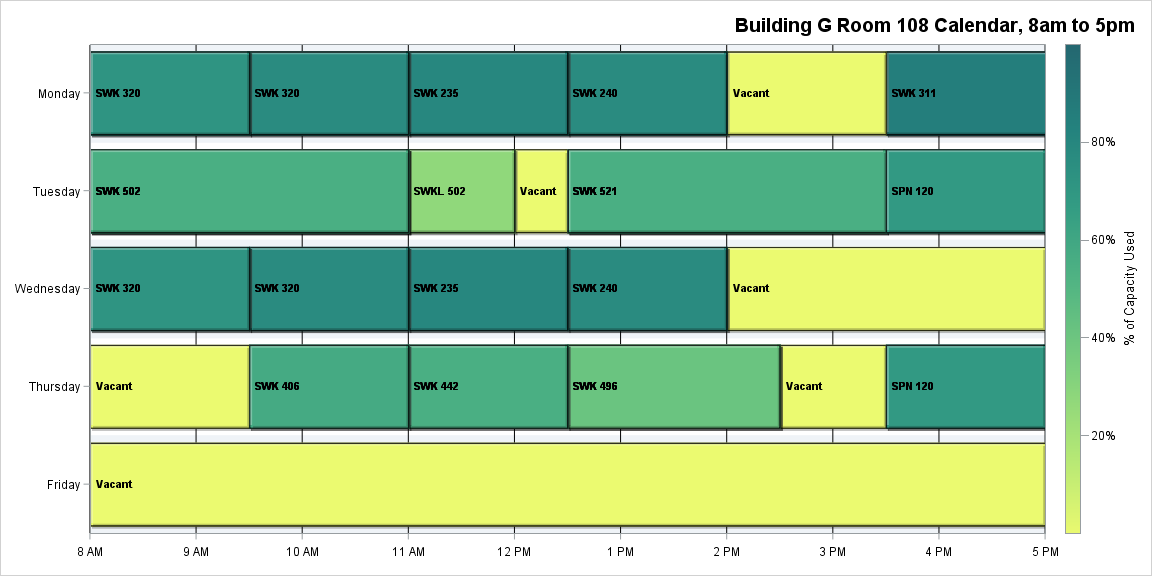 Building G Room 108 Calendar, 8am to 5pm
Monday
SWK 320
SWK 320
SWK 235
SWK 240
Vacant
SWK 311
Tuesday
SWK 502
SWKL 502
Vacant
SWK 521
SPN 120
Wednesday
SWK 320
SWK 320
SWK 235
SWK 240
Vacant
Thursday
Vacant
SWK 406
SWK 442
SWK 496
Vacant
SPN 120
Friday
Vacant
8 AM
9 AM
10 AM
11 AM
12 PM
1 PM
2 PM
3 PM
4 PM
5 PM
80%
60%
40%
20%
% of Capacity Used